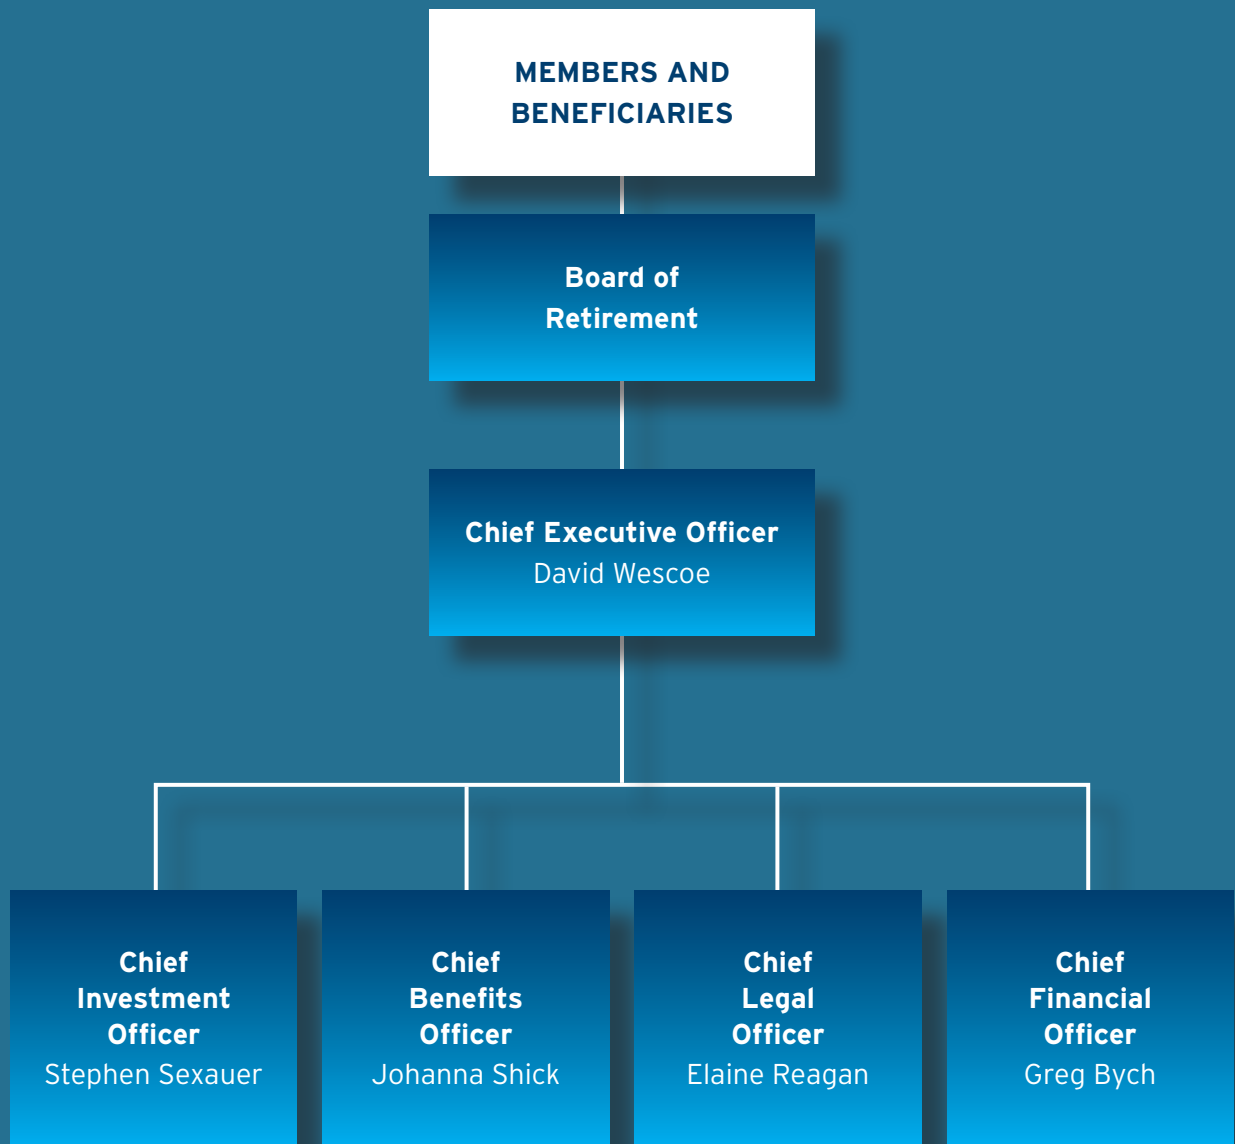 MEMBERS AND
BENEFICIARIES
Board of
Retirement
Chief Executive Officer
David Wescoe
Chief
Investment
Officer
Stephen Sexauer
Chief
Benefits
Officer
Johanna Shick
Chief
Legal
Officer
Elaine Reagan
Chief
Financial
Officer
Greg Bych